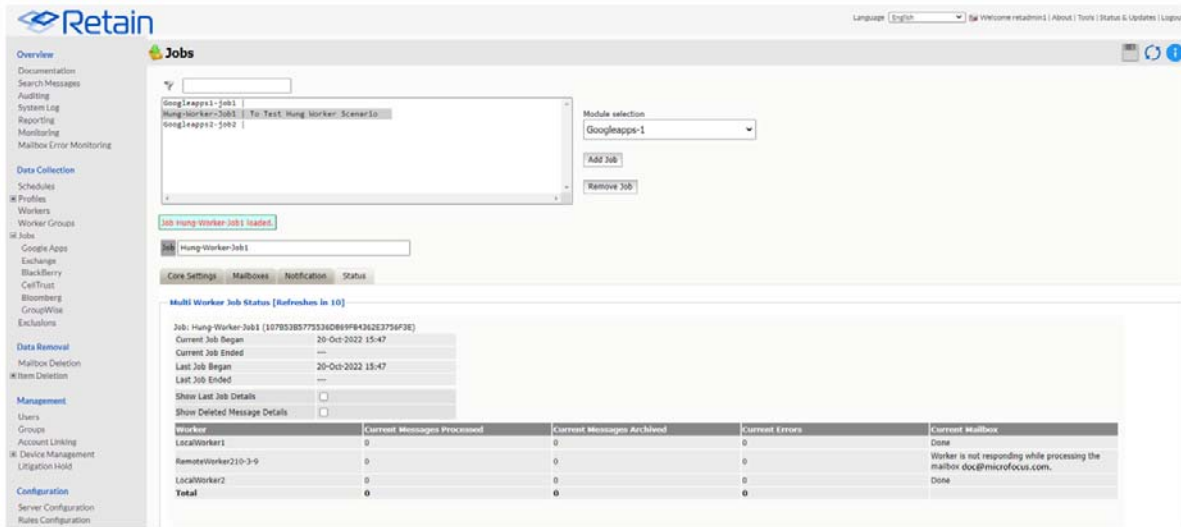 Retain
Language English Welcome retadmin1 | About | Tools | Status & Updates | Logout
Overview
Documentation
Search Messages
Auditing
System Log
Reporting
Monitoring
Mailbox Error Monitoring
Data Collection
Schedules
Profiles
Workers
Worker Groups
Jobs
Google Apps
Exchange
BlackBerry
CellTrust
Bloomberg
GroupWise
Exclusions
Data Removal
Mailbox Deletion
Item Deletion
Management
Users
Groups
Account Linking
Device Management
Litigation Hold
Configuration
Server Configuration
Rules Configuration
Jobs
Googleapps1-job1 |
Hung-Worker-Job1 | To Test Hung Worker Scenario
Googleapps2-job2 |
Module selection
Googleapps-1
Add Job
Remove Job
Job Hung-Worker-Job1 loaded.
Job Hung-Worker-Job1
Core Settings Mailboxes Notification Status
Multi Worker Job Status [Refreshes in 10]
Job: Hung-Worker-Job1
Current Job Began 20-Oct-2022 15:47
Current Job Ended ---
Last Job Began 20-Oct-2022 15:47
Last Job Ended ---
Show Last Job Details
Show Deleted Message Details
Worker Current Messages Processed Current Messages Archived Current Errors Current Mailbox
LocalWorker1 0 0 0 Done
RemoteWorker210-3-9 0 0 0 Worker is not responding while processing the
mailbox doc@microfocus.com.
LocalWorker2 0 0 0 Done
Total 0 0 0